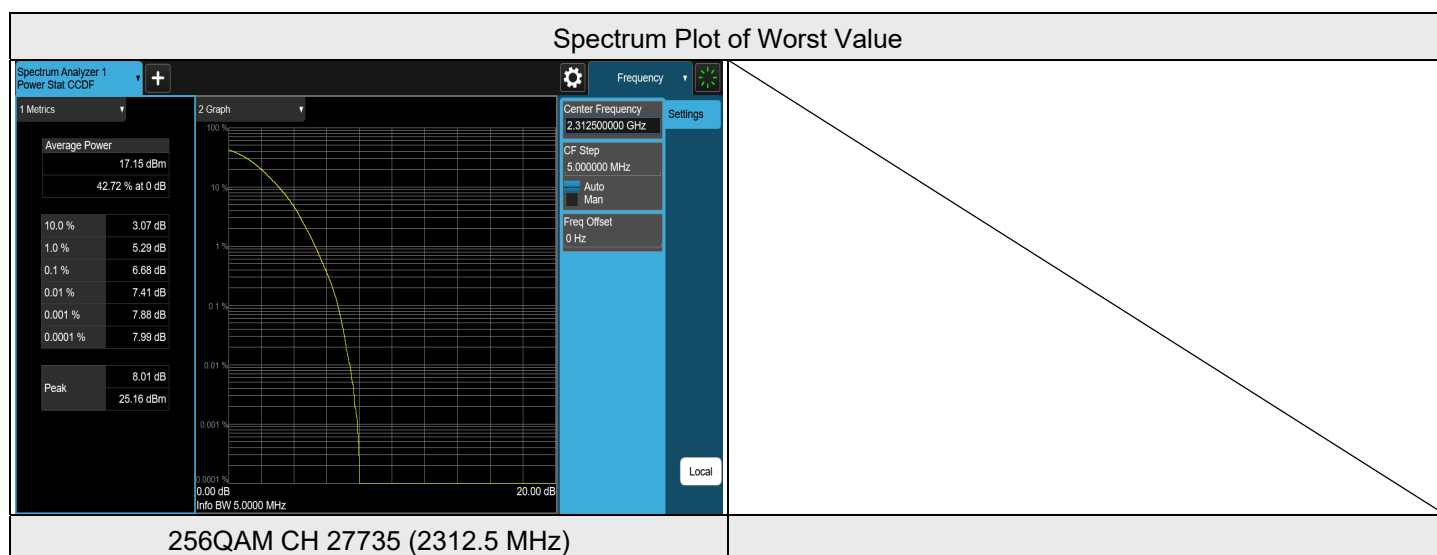 Spectrum Plot of Worst Value
Spectrum Analyzer 1
Power Stat CCDF
+
Frequency
1 Metrics
Average Power
17.15 dBm
42.72 % at 0 dB
10.0 % 3.07 dB
1.0 % 5.29 dB
0.1 % 6.68 dB
0.01 % 7.41 dB
0.001 % 7.88 dB
0.0001 % 7.99 dB
Peak
8.01 dB
25.16 dBm
2 Graph
100 %
10 %
1 %
0.1 %
0.01 %
0.001 %
0.0001 %
0.00 dB 20.00 dB
Info BW 5.0000 MHz
Center Frequency
2.312500000 GHz
CF Step
5.000000 MHz
Auto
Man
Freq Offset
0 Hz
Settings
Local
256QAM CH 27735 (2312.5 MHz)